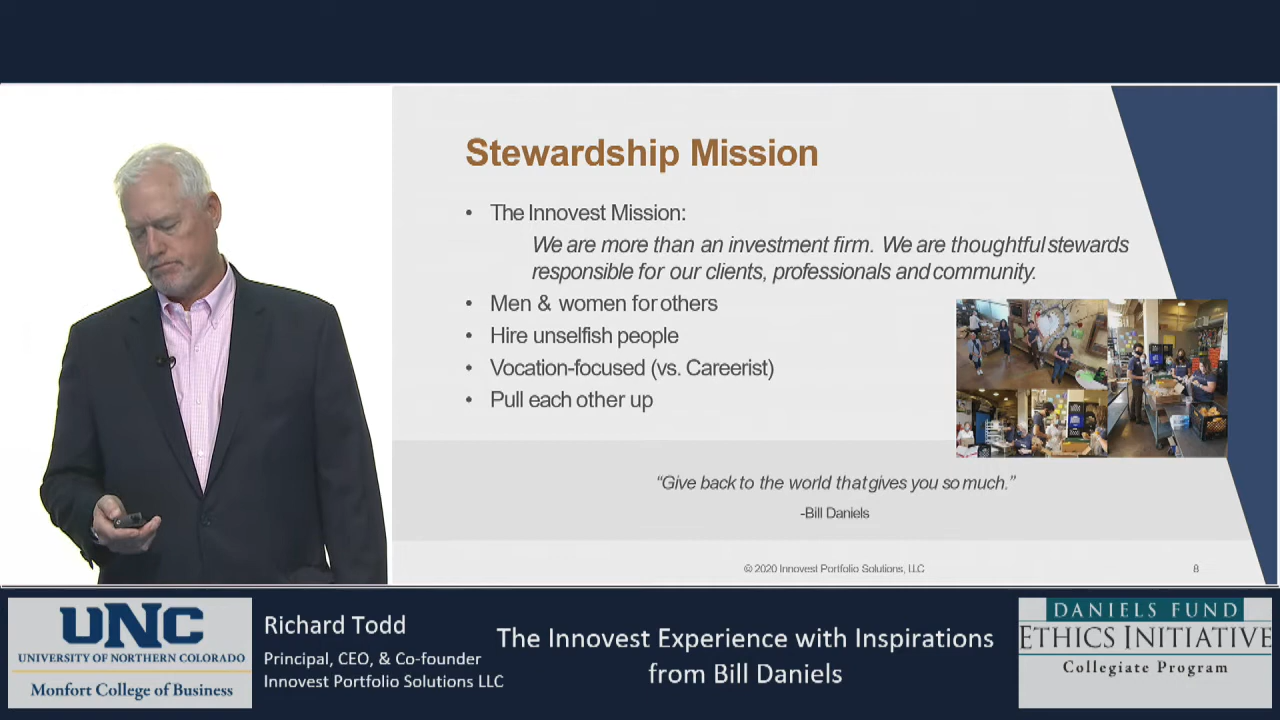 Stewardship Mission
• The Innovest Mission:
We are more than an investment firm. We are thoughtful stewards
responsible for our clients, professionals and community.
• Men & women for others
• Hire unselfish people
• Vocation-focused (vs. Careerist)
• Pull each other up
“Give back to the world that gives you so much.”
-Bill Daniels
© 2020 Innovest Portfolio Solutions, LLC
8
UNC
UNIVERSITY OF NORTHERN COLORADO
Monfort College of Business
Richard Todd
Principal, CEO, & Co-founder
Innovest Portfolio Solutions LLC
The Innovest Experience with Inspirations
from Bill Daniels
DANIELS FUND
ETHICS INITIATIVE
Collegiate Program